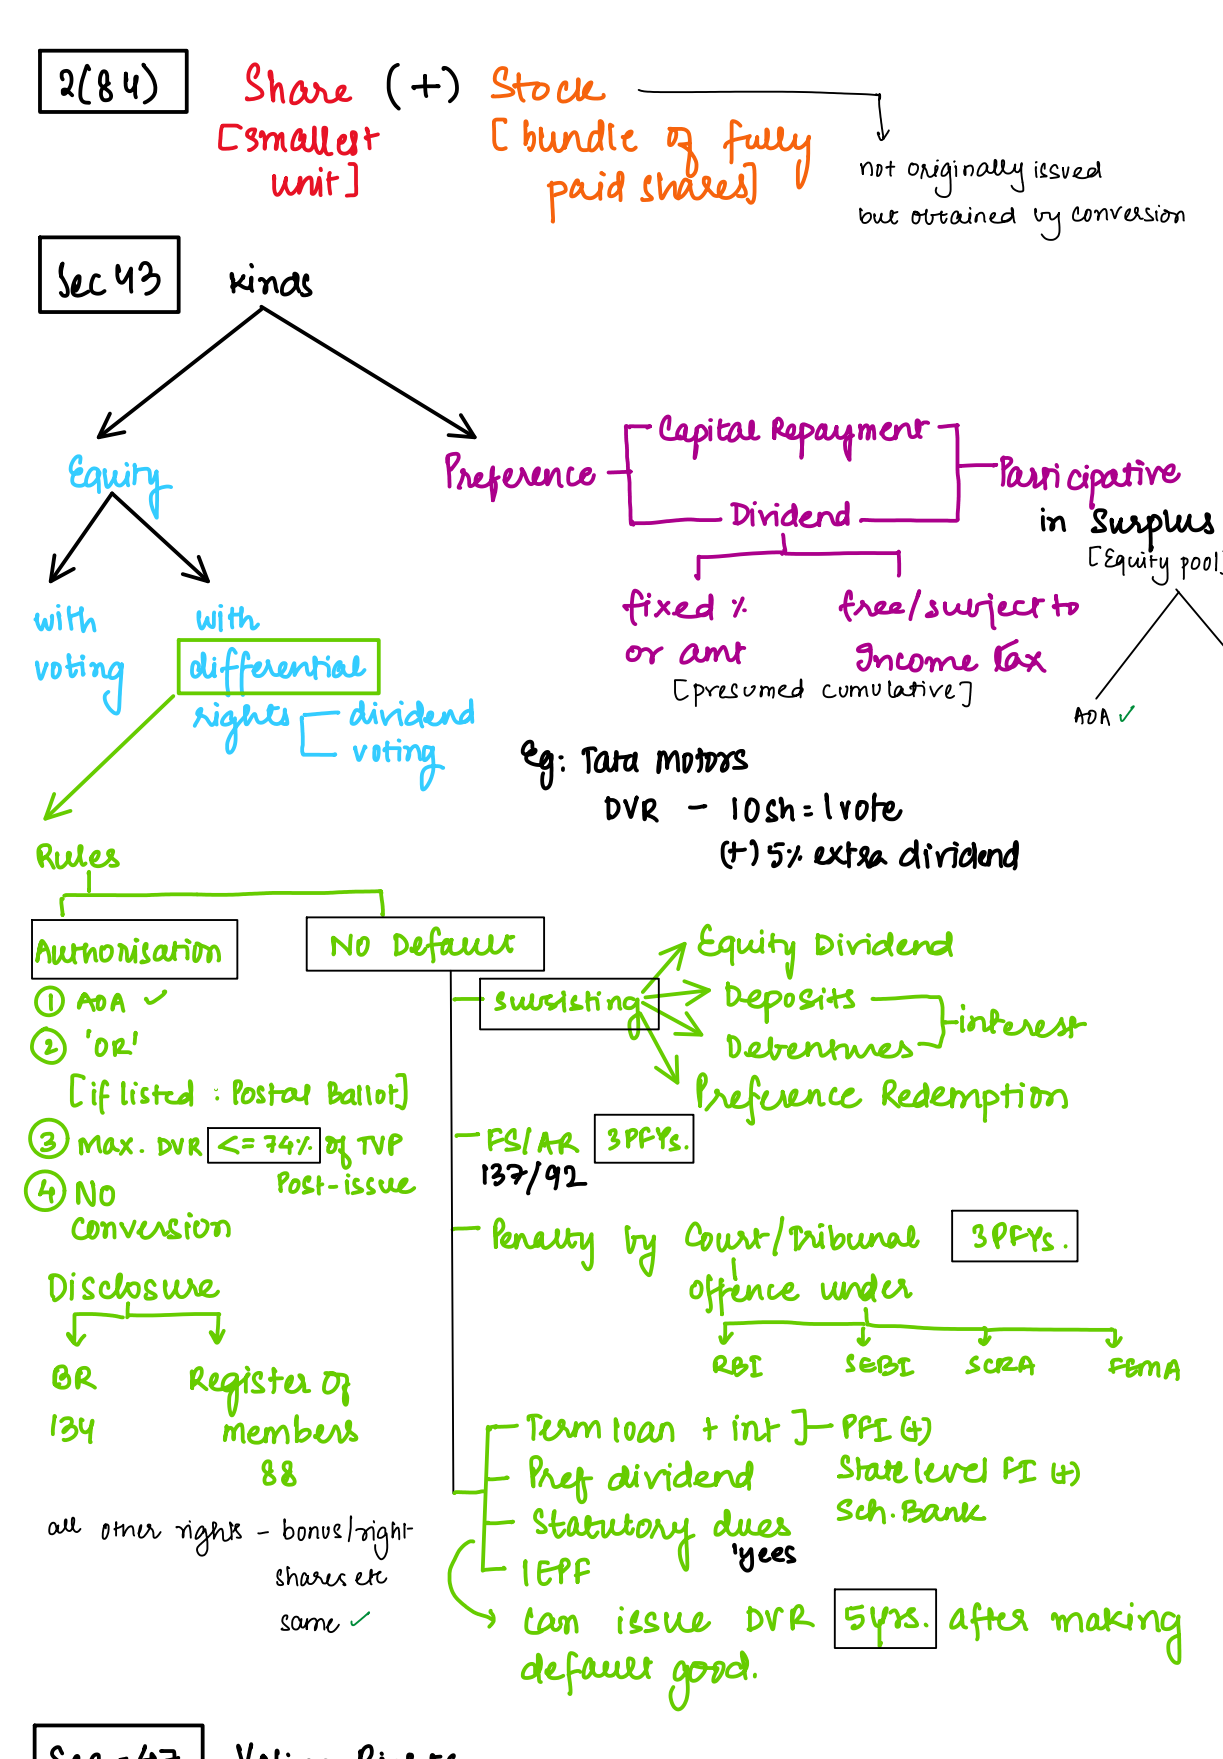 2(84) Share (+) Stock
[smallest unit] [bundle of fully paid shares]
not originally issued
but obtained by conversion
Sec 43 kinds
Equity
Preference
Capital Repayment
Dividend
Participative
in Surplus
[Equity pool]
AOA ✓
with voting
with differential rights
dividend
voting
fixed % or amt
free/subject to Income Tax
[presumed cumulative]
Eg: Tata Motors
DVR - 10sh = 1vote
(+) 5% extra dividend
Rules
Authorisation
① AOA ✓
② 'OR'
[if listed : Postal Ballot]
③ Max. DVR <= 74% of TVP
Post-issue
④ NO
conversion
Disclosure
BR
134
Register of
members
88
all other rights - bonus/right
shares etc
same ✓
NO Default
subsisting
Equity Dividend
Deposits
Debentures
interest
Preference Redemption
FS/AR 3PFYs.
137/92
Penalty by Court/Tribunal 3PFYs.
offence under
RBI SEBI SCRA FEMA
Term loan + int ] PFI (+)
Pref dividend State level FI (+)
Statutory dues Sch. Bank
'yees
IEPF
Can issue DVR 5yrs. after making
default good.